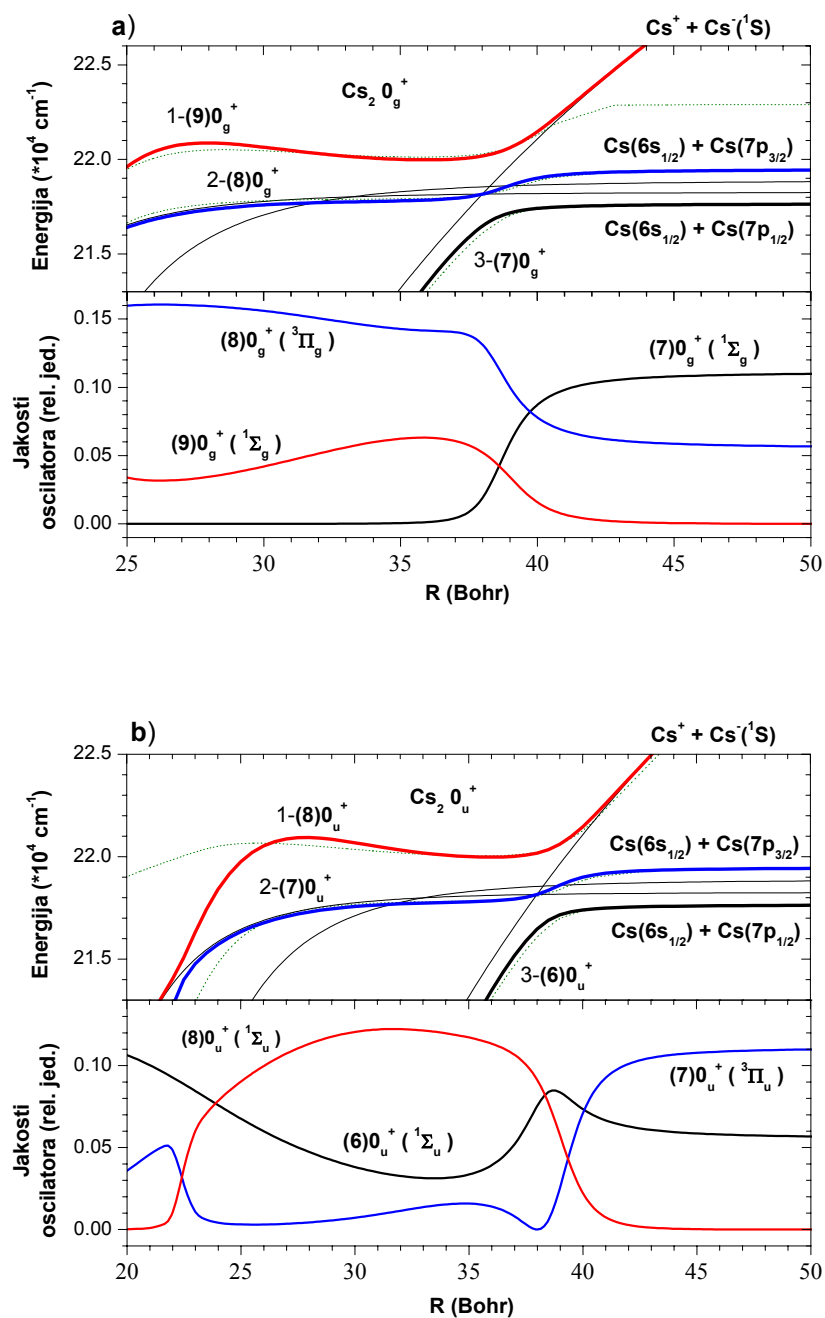 a)
Cs⁺ + Cs⁻(¹S)
22.5
22.0
21.5
Energija (*10⁴ cm⁻¹)
Cs₂ 0g⁺
1-(9)0g⁺
2-(8)0g⁺
Cs(6s₁/₂) + Cs(7p₃/₂)
Cs(6s₁/₂) + Cs(7p₁/₂)
3-(7)0g⁺
0.15
0.10
0.05
0.00
Jakosti
oscilatora (rel. jed.)
(8)0g⁺ ( ³Πg )
(7)0g⁺ ( ¹Σg )
(9)0g⁺ ( ¹Σg )
25 30 35 40 45 50
R (Bohr)
b)
Cs⁺ + Cs⁻(¹S)
22.5
22.0
21.5
Energija (*10⁴ cm⁻¹)
Cs₂ 0ᵤ⁺
1-(8)0ᵤ⁺
2-(7)0ᵤ⁺
Cs(6s₁/₂) + Cs(7p₃/₂)
Cs(6s₁/₂) + Cs(7p₁/₂)
3-(6)0ᵤ⁺
0.10
0.05
0.00
Jakosti
oscilatora (rel. jed.)
(8)0ᵤ⁺ ( ¹Σᵤ )
(7)0ᵤ⁺ ( ³Πᵤ )
(6)0ᵤ⁺ ( ¹Σᵤ )
20 25 30 35 40 45 50
R (Bohr)